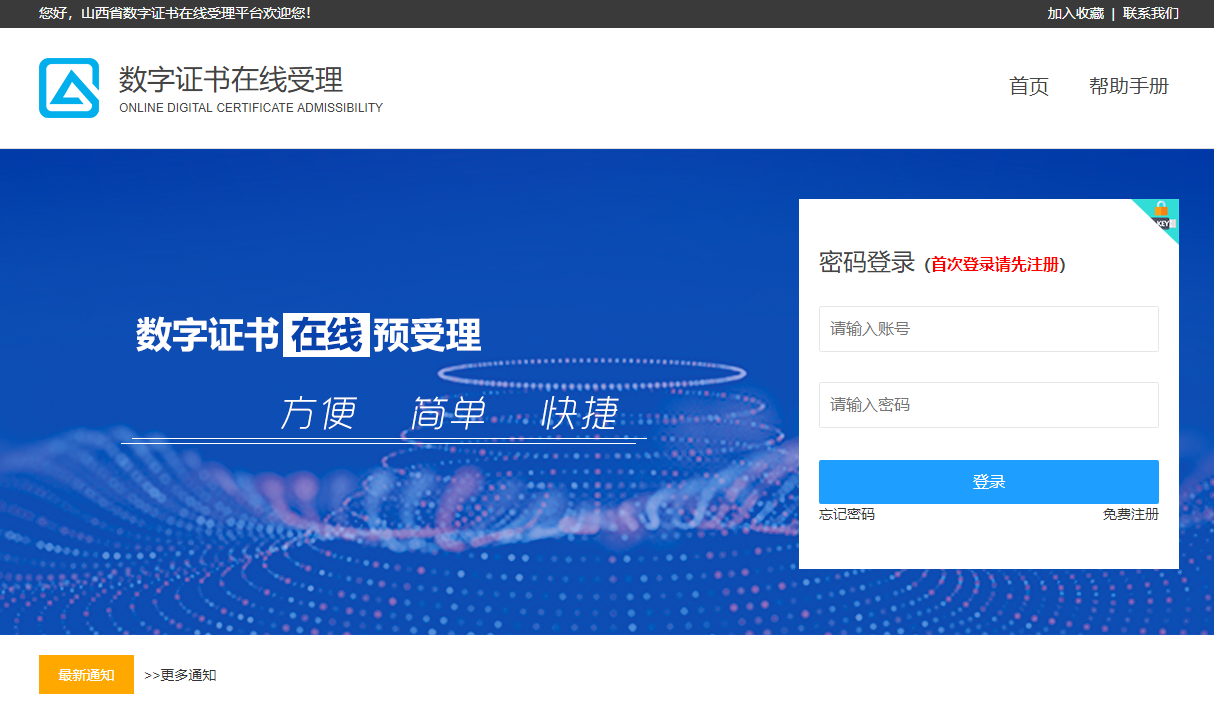 您好，山西省数字证书在线受理平台欢迎您！
加入收藏 | 联系我们
数字证书在线受理
ONLINE DIGITAL CERTIFICATE ADMISSIBILITY
首页 帮助手册
数字证书在线预受理
方便 简单 快捷
KEY
密码登录（首次登录请先注册）
请输入账号
请输入密码
登录
忘记密码 免费注册
最新通知 >>更多通知